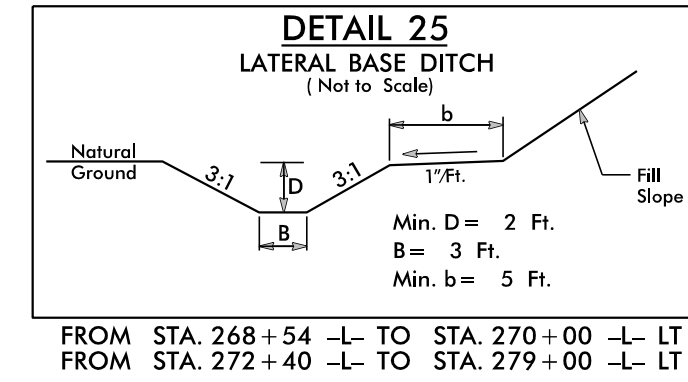 DETAIL 25
LATERAL BASE DITCH
( Not to Scale)
b
Natural
Ground
3:1
D
3:1
1"/Ft.
Fill
Slope
B
Min. D = 2 Ft.
B = 3 Ft.
Min. b = 5 Ft.
FROM STA. 268+54 -L- TO STA. 270+00 -L- LT
FROM STA. 272+40 -L- TO STA. 279+00 -L- LT